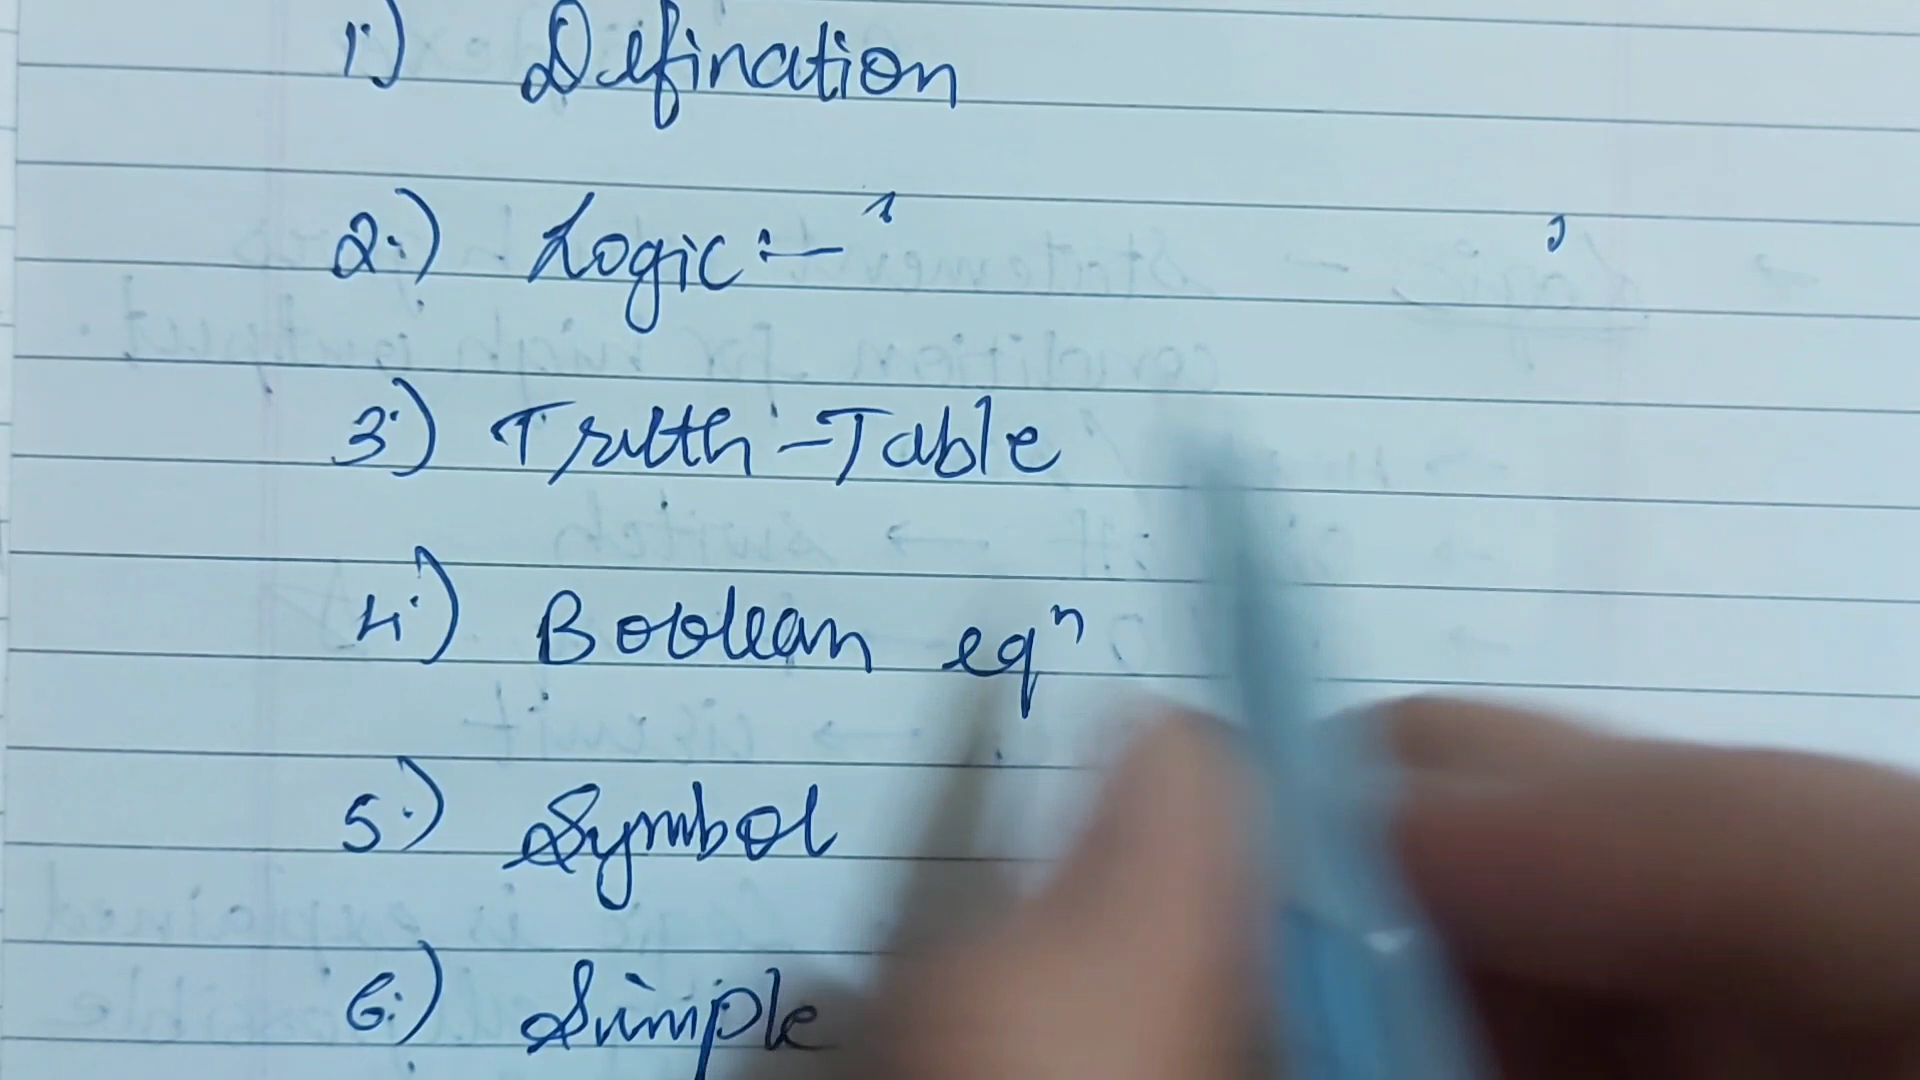 1.) Defination
2.) Logic :-
3.) Truth-Table
4.) Boolean eqⁿ
5.) Symbol
6.) Simple